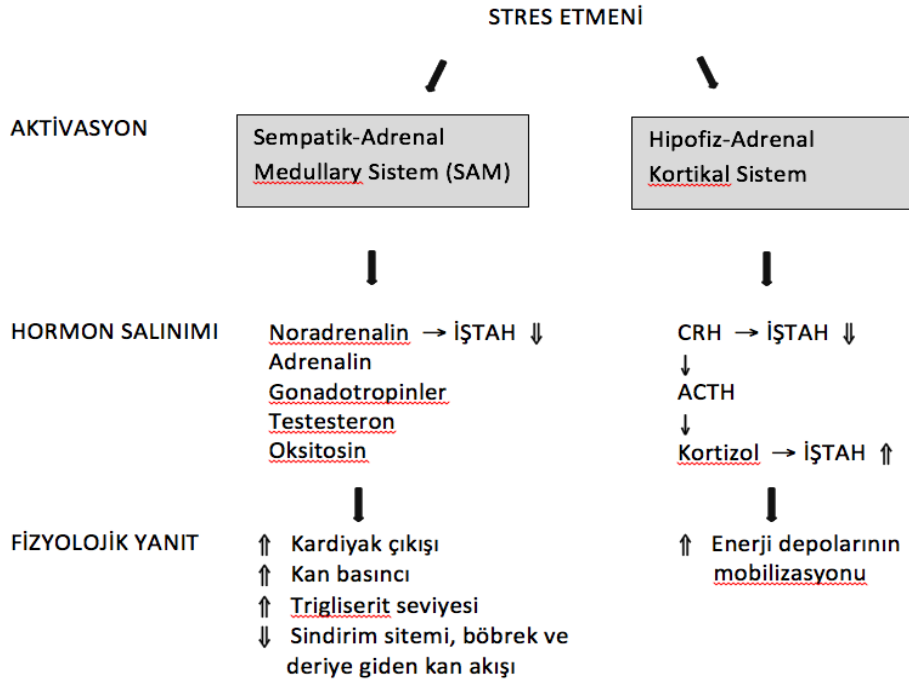 STRES ETMENİ
AKTİVASYON
Sempatik-Adrenal
Medullary Sistem (SAM)
Hipofiz-Adrenal
Kortikal Sistem
HORMON SALINIMI
Noradrenalin → İŞTAH ⇓
Adrenalin
Gonadotropinler
Testesteron
Oksitosin
CRH → İŞTAH ⇓
↓
ACTH
↓
Kortizol → İŞTAH ⇑
FİZYOLOJİK YANIT
⇑ Kardiyak çıkışı
⇑ Kan basıncı
⇑ Trigliserit seviyesi
⇓ Sindirim sitemi, böbrek ve
deriye giden kan akışı
⇑ Enerji depolarının
mobilizasyonu